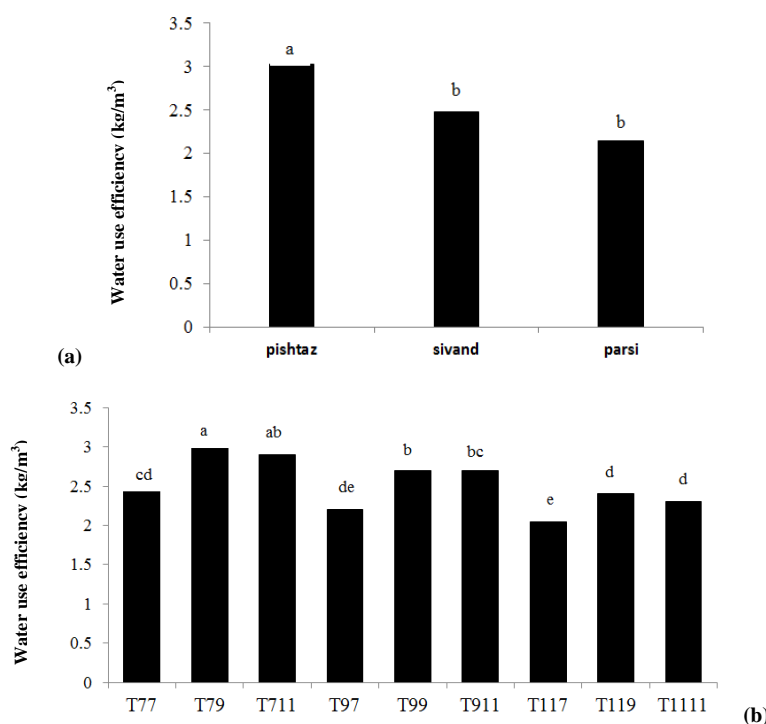 3.5
3
2.5
2
1.5
1
0.5
0
Water use efficiency (kg/m³)
a
b
b
pishtaz sivand parsi
(a)
3.5
3
2.5
2
1.5
1
0.5
0
Water use efficiency (kg/m³)
cd a ab de b bc e d d
T77 T79 T711 T97 T99 T911 T117 T119 T1111
(b)